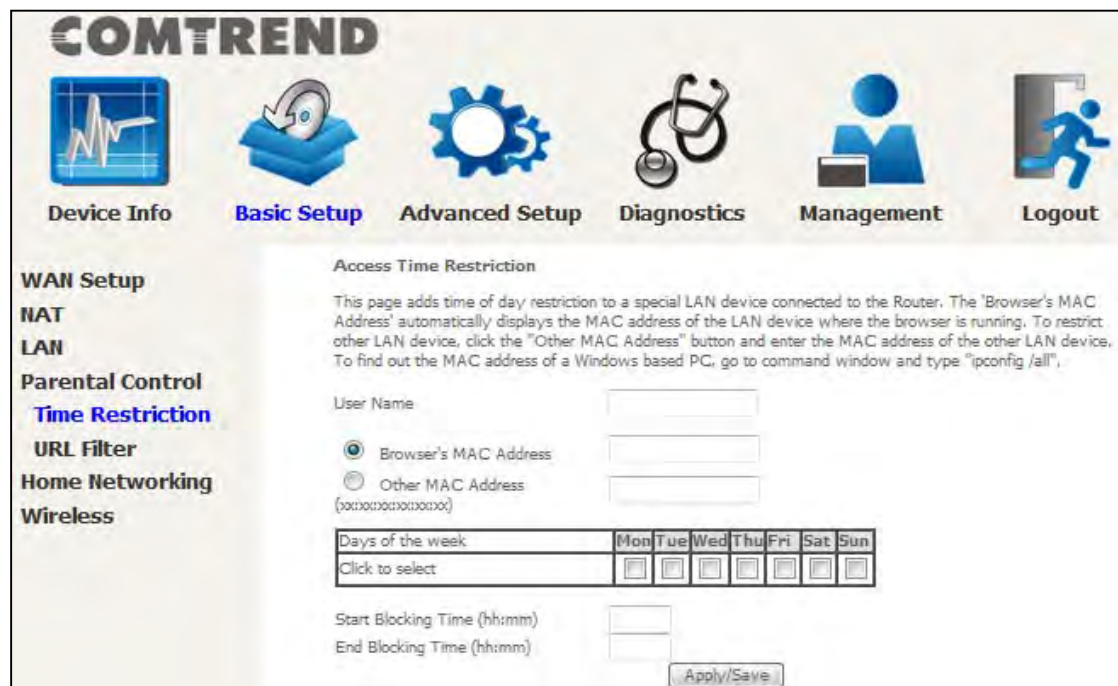 COMTREND
Device Info
Basic Setup
Advanced Setup
Diagnostics
Management
Logout
WAN Setup
NAT
LAN
Parental Control
Time Restriction
URL Filter
Home Networking
Wireless
Access Time Restriction
This page adds time of day restriction to a special LAN device connected to the Router. The 'Browser's MAC
Address' automatically displays the MAC address of the LAN device where the browser is running. To restrict
other LAN device, click the "Other MAC Address" button and enter the MAC address of the other LAN device.
To find out the MAC address of a Windows based PC, go to command window and type "ipconfig /all".
User Name
Browser's MAC Address
Other MAC Address
(xx:xx:xx:xx:xx:xx)
Days of the week Mon Tue Wed Thu Fri Sat Sun
Click to select
Start Blocking Time (hh:mm)
End Blocking Time (hh:mm)
Apply/Save